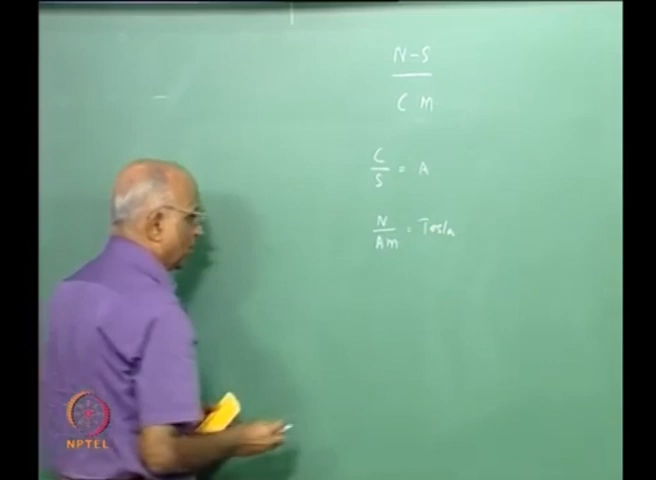 N-S
C M
C
S = A
N
Am = Tesla
NPTEL